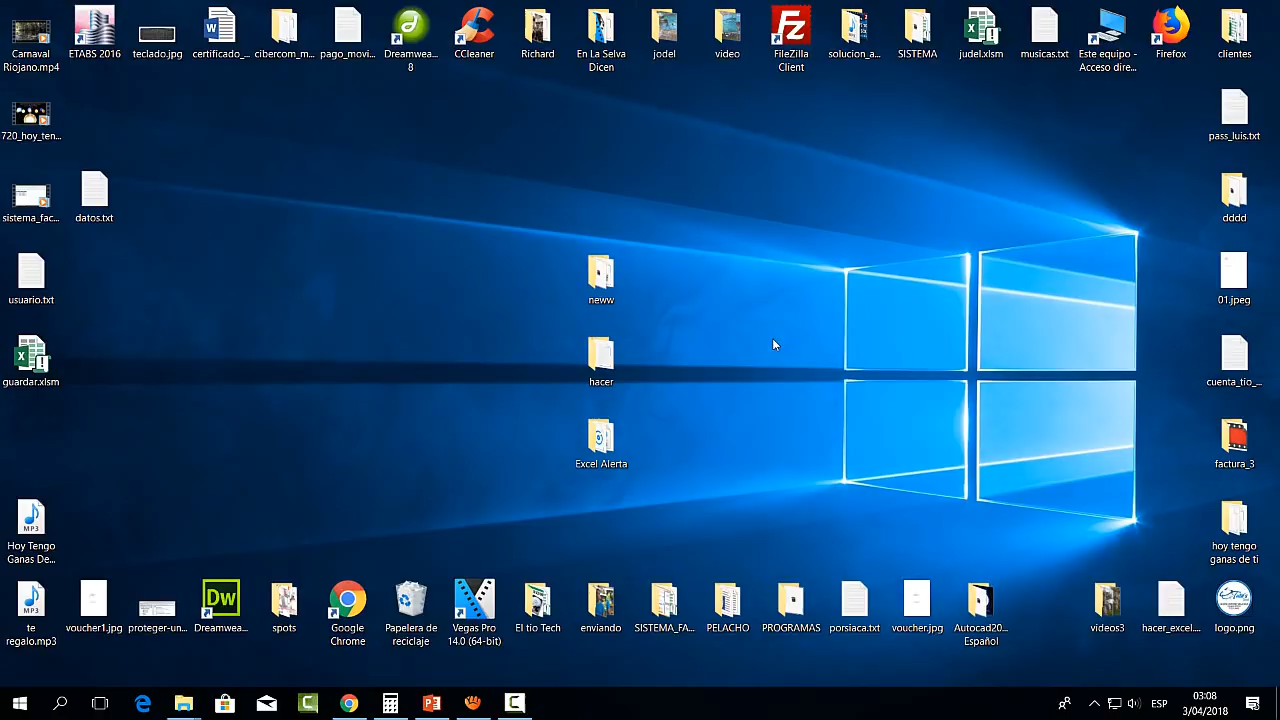 Carnaval
Riojano.mp4
ETABS 2016
teclado.jpg
certificado_...
cibercom_m...
pago_movi...
Dreamwea...
8
CCleaner
Richard
En La Selva
Dicen
jodel
video
FileZilla
Client
solucion_a...
SISTEMA
judel.xlsm
musicas.txt
Este equipo -
Acceso dire...
Firefox
clientes
720_hoy_ten...
pass_luis.txt
sistema_fac...
datos.txt
dddd
usuario.txt
neww
01.jpeg
guardar.xlsm
hacer
cuenta_tio_...
Excel Alerta
factura_3
MP3
Hoy Tengo
Ganas De...
hoy tengo
ganas de ti
MP3
te
regalo.mp3
voucher1.jpg
proteger-un...
Dw
Dreamwea...
spots
Google
Chrome
Papelera de
reciclaje
Vegas Pro
14.0 (64-bit)
El tio Tech
enviando
SISTEMA_FA...
PELACHO
PROGRAMAS
porsiaca.txt
voucher.jpg
Autocad20...
Español
videos3
hacer_excel....
logo.png
ESP
03:08
3/04/2018